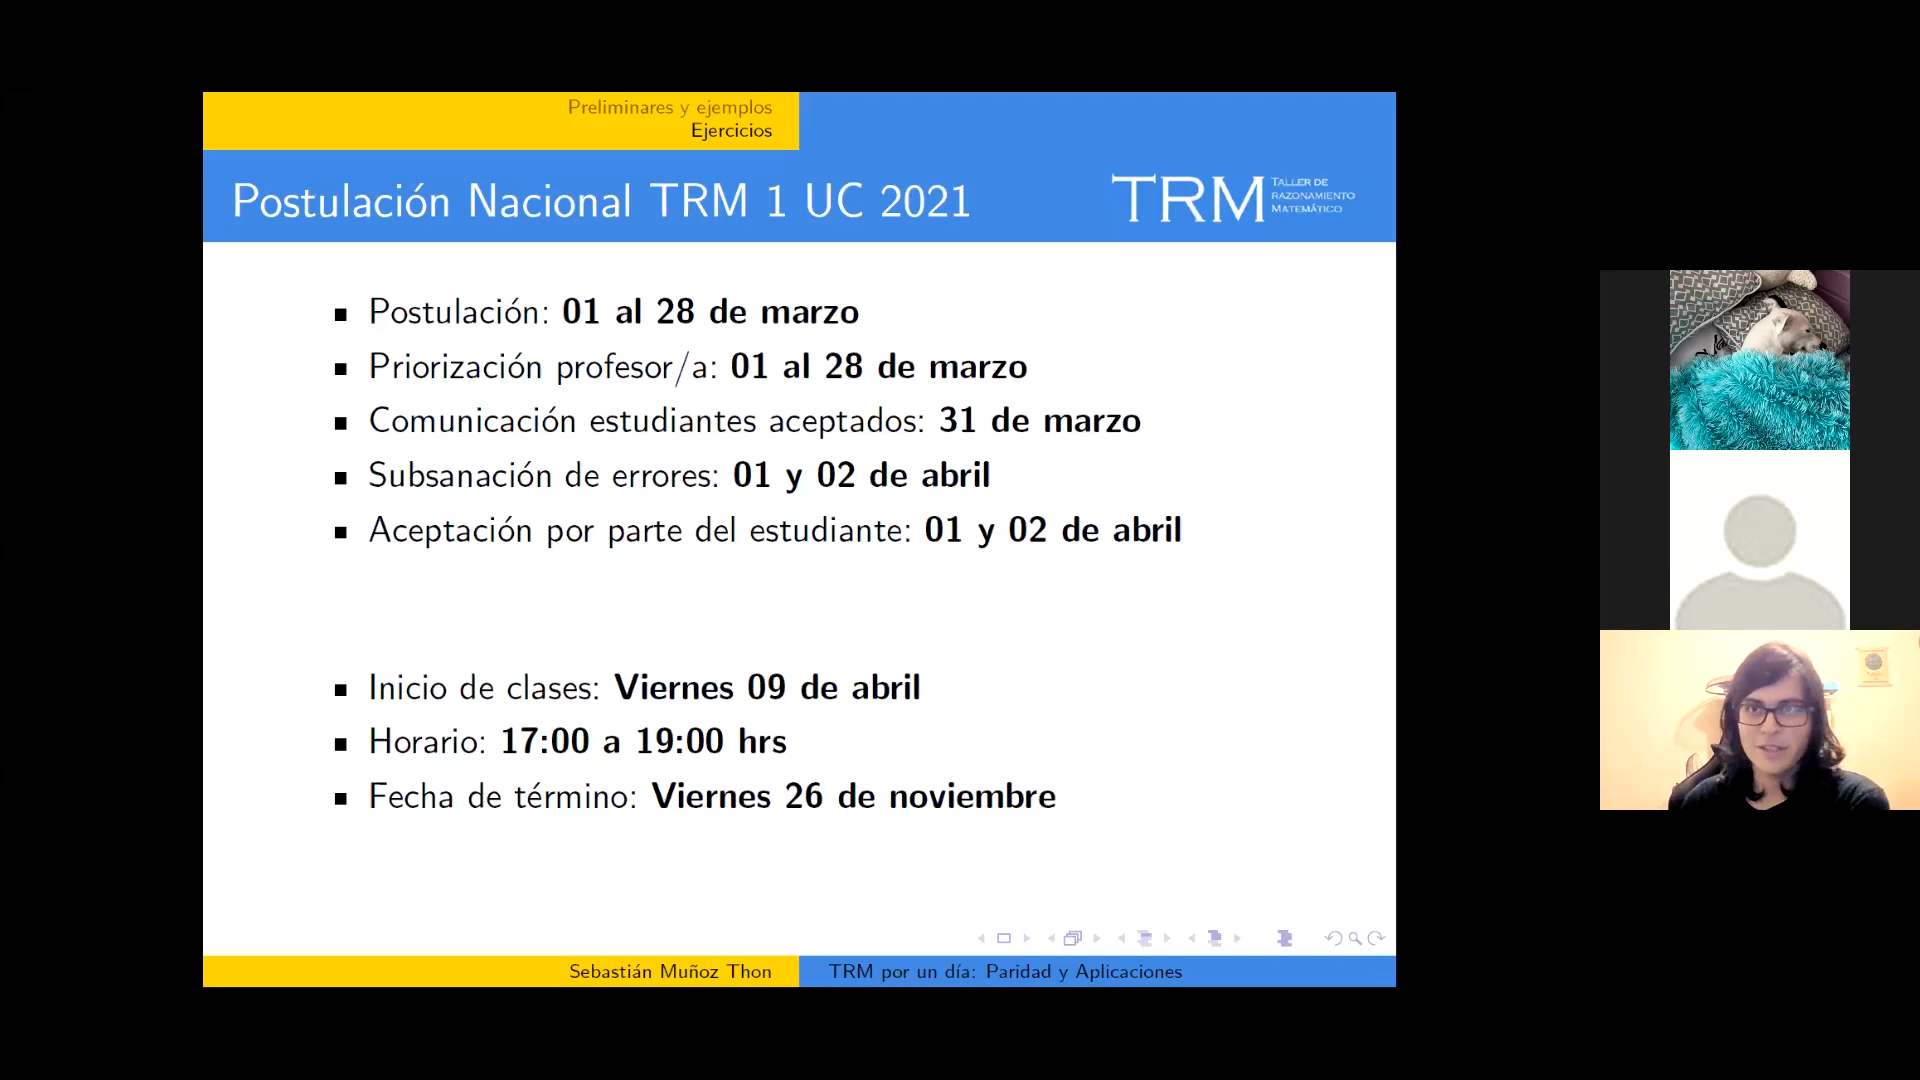 Preliminares y ejemplos
Ejercicios
Postulación Nacional TRM 1 UC 2021
TRM
TALLER DE
RAZONAMIENTO
MATEMÁTICO
Postulación: 01 al 28 de marzo
Priorización profesor/a: 01 al 28 de marzo
Comunicación estudiantes aceptados: 31 de marzo
Subsanación de errores: 01 y 02 de abril
Aceptación por parte del estudiante: 01 y 02 de abril
Inicio de clases: Viernes 09 de abril
Horario: 17:00 a 19:00 hrs
Fecha de término: Viernes 26 de noviembre
Sebastián Muñoz Thon
TRM por un día: Paridad y Aplicaciones